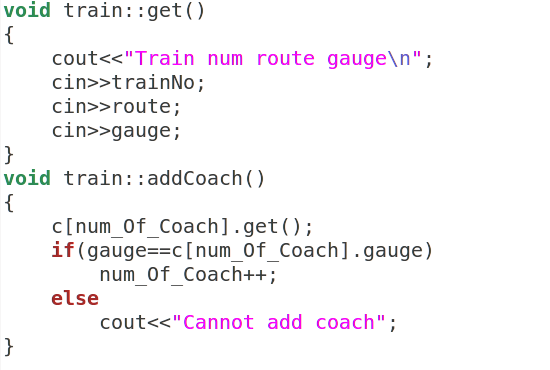 void train::get()
{
    cout<<"Train num route gauge\n";
    cin>>trainNo;
    cin>>route;
    cin>>gauge;
}
void train::addCoach()
{
    c[num_Of_Coach].get();
    if(gauge==c[num_Of_Coach].gauge)
        num_Of_Coach++;
    else
        cout<<"Cannot add coach";
}